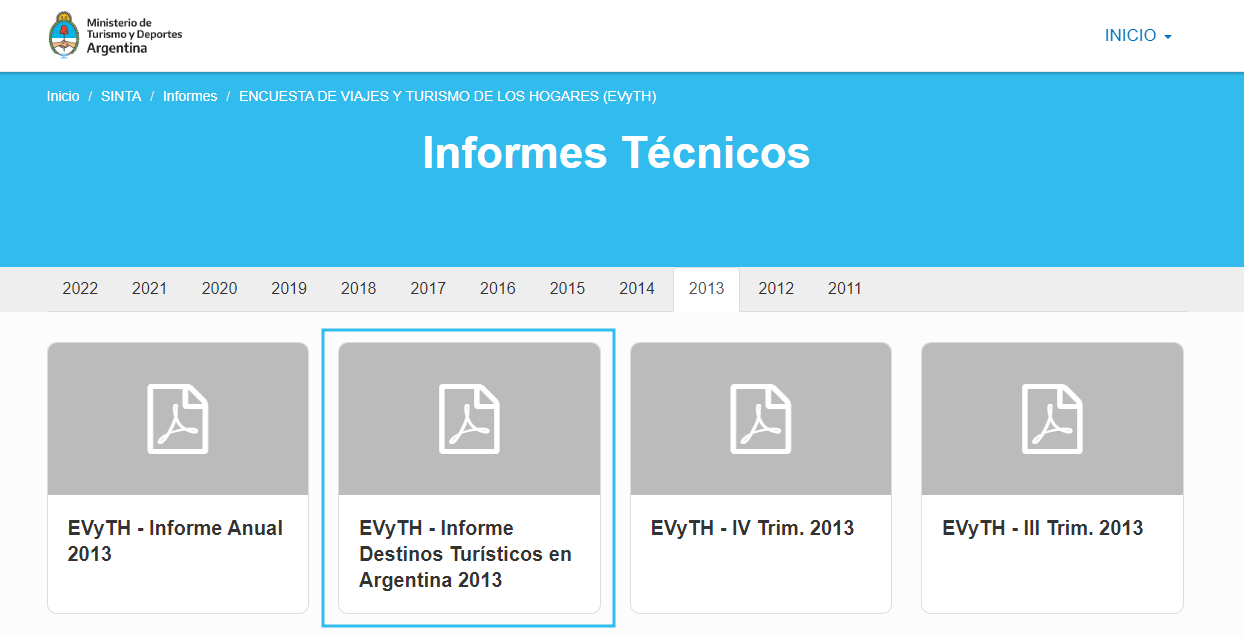 Ministerio de
Turismo y Deportes
Argentina
INICIO
Inicio / SINTA / Informes / ENCUESTA DE VIAJES Y TURISMO DE LOS HOGARES (EVyTH)
Informes Técnicos
2022 2021 2020 2019 2018 2017 2016 2015 2014 2013 2012 2011
EVyTH - Informe Anual
2013
EVyTH - Informe
Destinos Turísticos en
Argentina 2013
EVyTH - IV Trim. 2013
EVyTH - III Trim. 2013